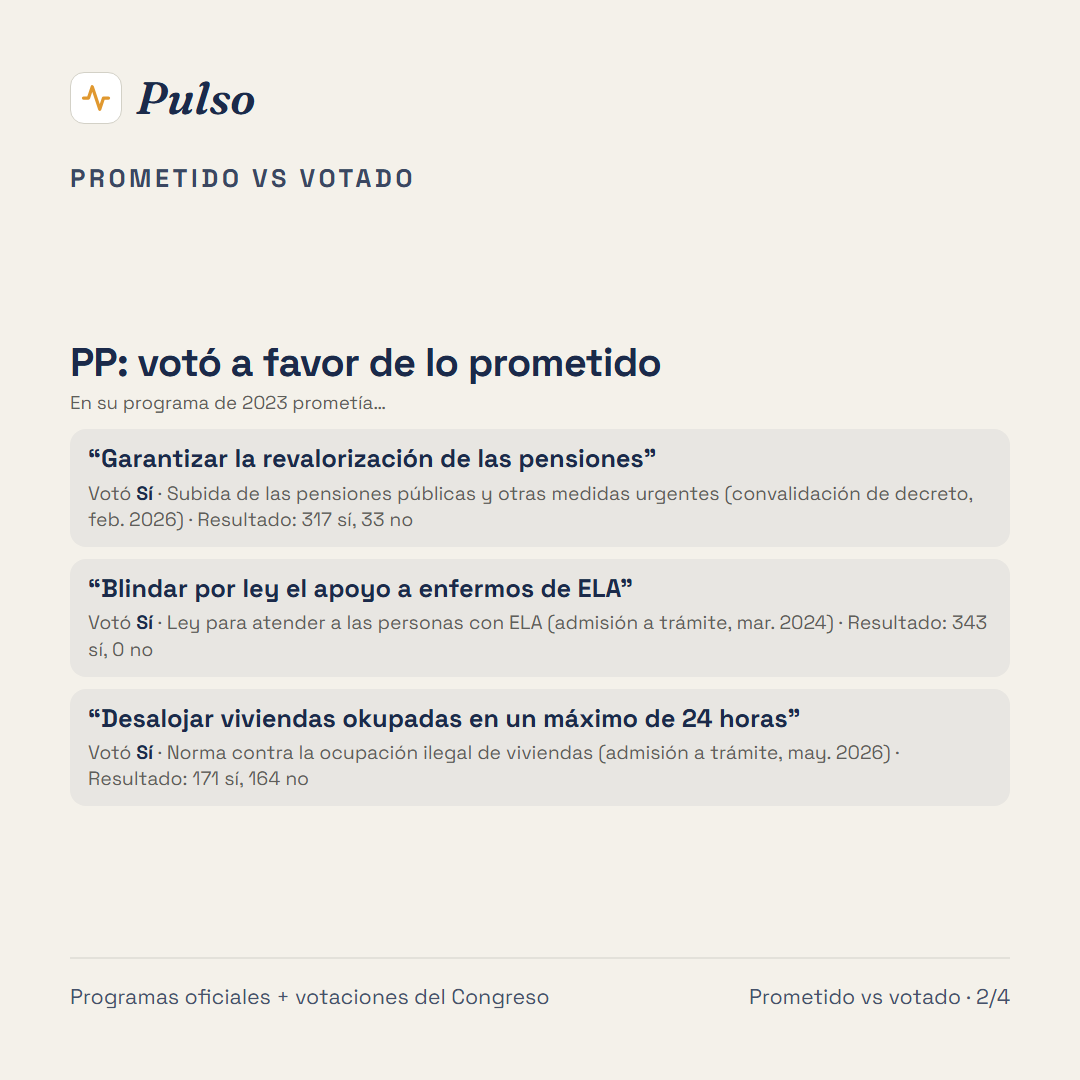 Pulso
PROMETIDO VS VOTADO
PP: votó a favor de lo prometido
En su programa de 2023 prometía…
“Garantizar la revalorización de las pensiones”
Votó Sí · Subida de las pensiones públicas y otras medidas urgentes (convalidación de decreto,
feb. 2026) · Resultado: 317 sí, 33 no
“Blindar por ley el apoyo a enfermos de ELA”
Votó Sí · Ley para atender a las personas con ELA (admisión a trámite, mar. 2024) · Resultado: 343
sí, 0 no
“Desalojar viviendas okupadas en un máximo de 24 horas”
Votó Sí · Norma contra la ocupación ilegal de viviendas (admisión a trámite, may. 2026) ·
Resultado: 171 sí, 164 no
Programas oficiales + votaciones del Congreso
Prometido vs votado · 2/4